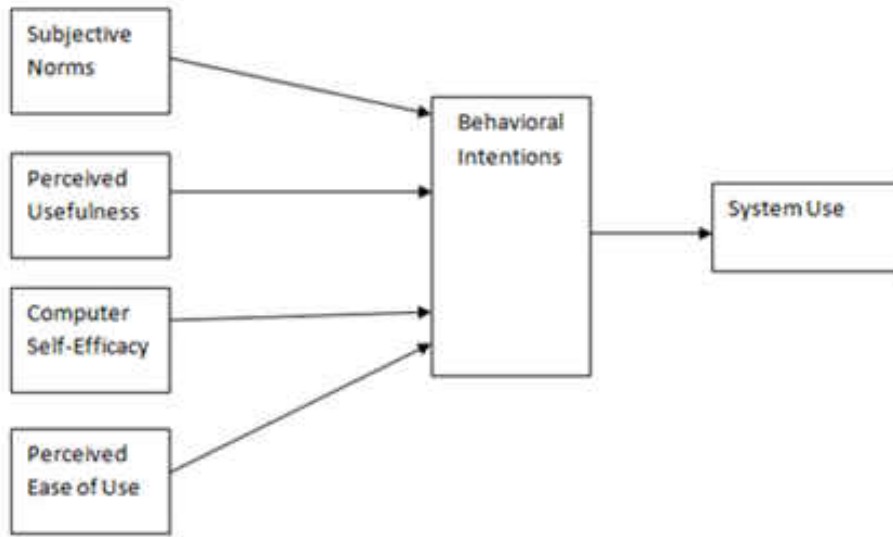 Subjective
Norms
Perceived
Usefulness
Computer
Self-Efficacy
Perceived
Ease of Use
Behavioral
Intentions
System Use